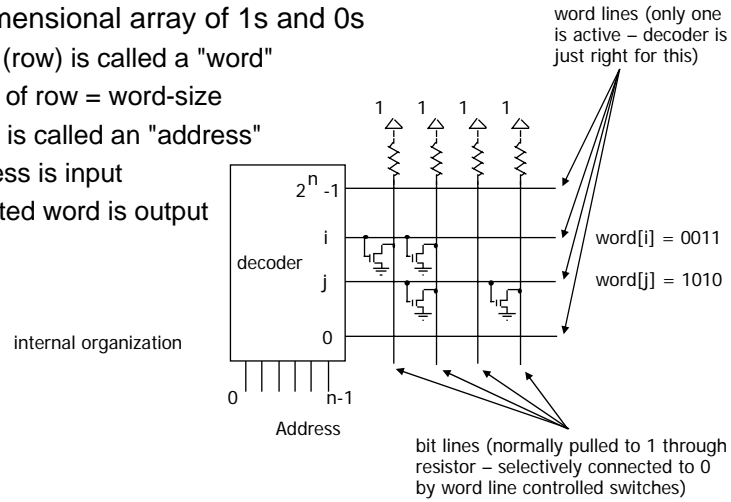 mensional array of 1s and 0s
(row) is called a "word"
of row = word-size
is called an "address"
ess is input
ted word is output
word lines (only one
is active – decoder is
just right for this)
1 1 1 1
2^n -1
i
word[i] = 0011
decoder
j
word[j] = 1010
0
internal organization
0 n-1
Address
bit lines (normally pulled to 1 through
resistor – selectively connected to 0
by word line controlled switches)